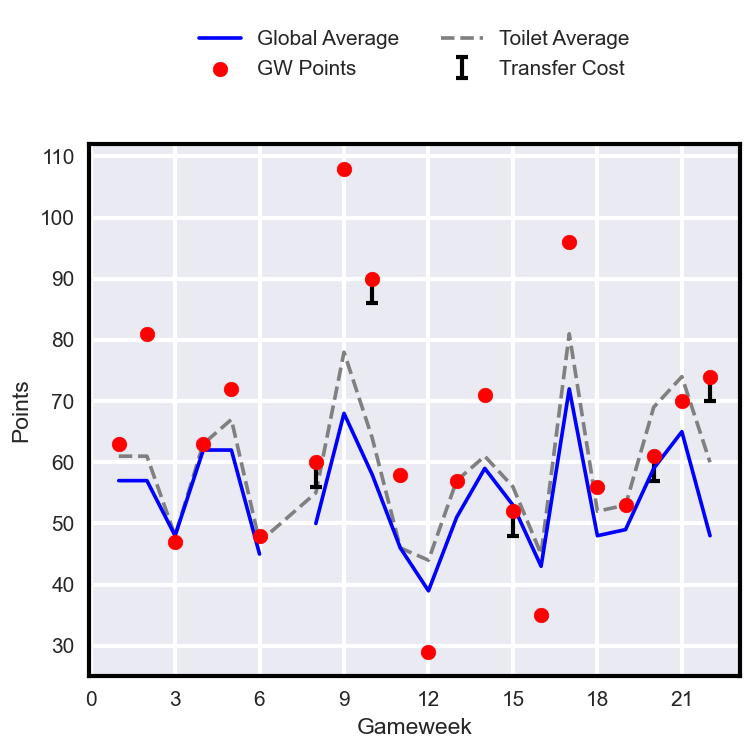 Global Average
Toilet Average
GW Points
Transfer Cost
110
100
90
80
70
60
50
40
30
Points
0 3 6 9 12 15 18 21
Gameweek